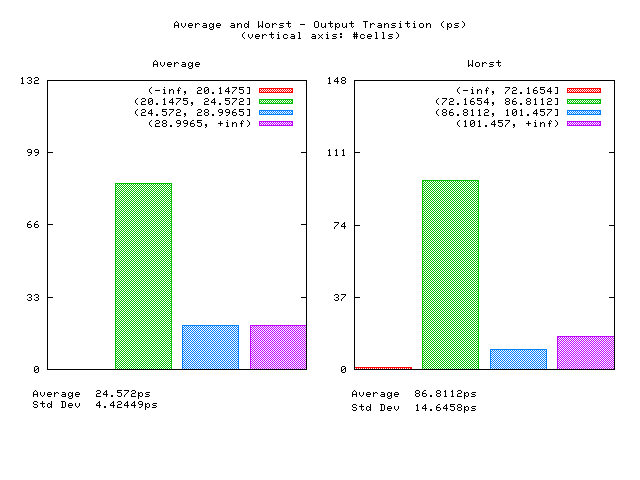 Average and Worst - Output Transition (ps)
(vertical axis: #cells)
Average
132
99
66
33
0
(-inf, 20.1475]
(20.1475, 24.572]
(24.572, 28.9965]
(28.9965, +inf)
Average 24.572ps
Std Dev 4.42449ps
Worst
148
111
74
37
0
(-inf, 72.1654]
(72.1654, 86.8112]
(86.8112, 101.457]
(101.457, +inf)
Average 86.8112ps
Std Dev 14.6458ps